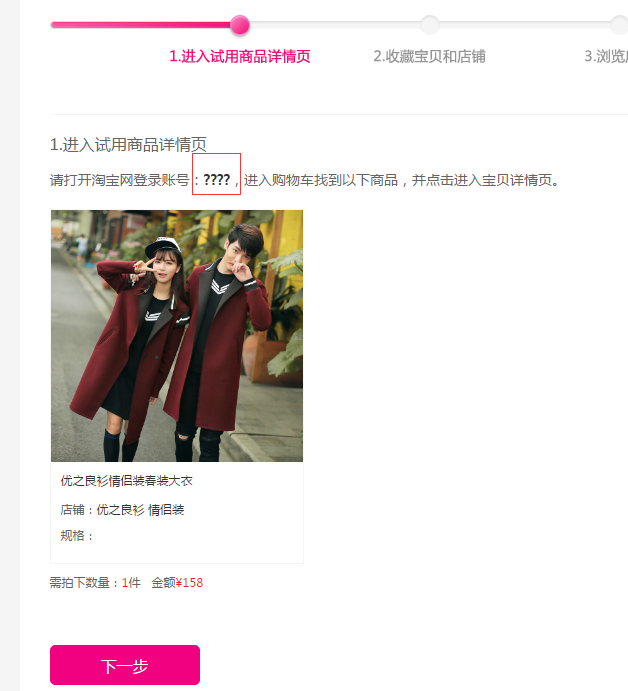 1.进入试用商品详情页
2.收藏宝贝和店铺
3.浏览
1.进入试用商品详情页
请打开淘宝网登录账号：????，进入购物车找到以下商品，并点击进入宝贝详情页。
优之良衫情侣装春装大衣
店铺：优之良衫 情侣装
规格：
需拍下数量：1件 金额¥158
下一步